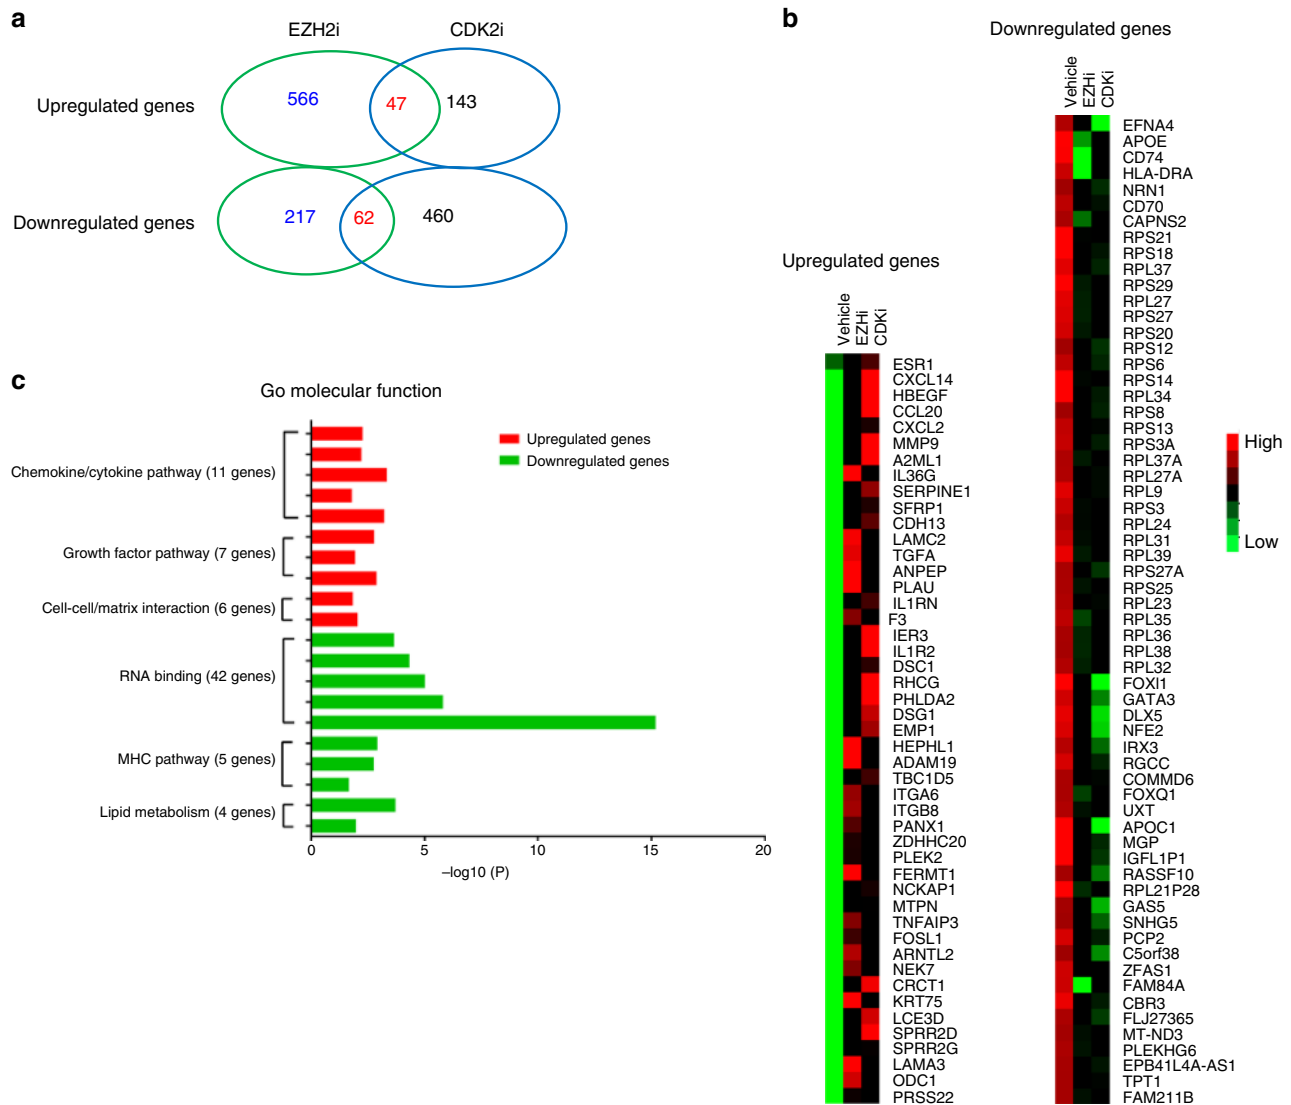 a
EZH2i
CDK2i
Upregulated genes
566
47
143
Downregulated genes
217
62
460
b
Downregulated genes
Vehicle
EZHi
CDKi
EFNA4
APOE
CD74
HLA-DRA
NRN1
CD70
CAPNS2
RPS21
RPS18
RPL37
RPS29
RPL27
RPS27
RPS20
RPS12
RPS6
RPS14
RPL34
RPS8
RPS13
RPS3A
RPL37A
RPL27A
RPL9
RPS3
RPL24
RPL31
RPL39
RPS27A
RPS25
RPL23
RPL35
RPL36
RPL38
RPL32
FOXI1
GATA3
DLX5
NFE2
IRX3
RGCC
COMMD6
FOXQ1
UXT
APOC1
MGP
IGFL1P1
RASSF10
RPL21P28
GAS5
SNHG5
PCP2
C5orf38
ZFAS1
FAM84A
CBR3
FLJ27365
MT-ND3
PLEKHG6
EPB41L4A-AS1
TPT1
FAM211B
Upregulated genes
Vehicle
EZHi
CDKi
ESR1
CXCL14
HBEGF
CCL20
CXCL2
MMP9
A2ML1
IL36G
SERPINE1
SFRP1
CDH13
LAMC2
TGFA
ANPEP
PLAU
IL1RN
F3
IER3
IL1R2
DSC1
RHCG
PHLDA2
DSG1
EMP1
HEPHL1
ADAM19
TBC1D5
ITGA6
ITGB8
PANX1
ZDHHC20
PLEK2
FERMT1
NCKAP1
MTPN
TNFAIP3
FOSL1
ARNTL2
NEK7
CRCT1
KRT75
LCE3D
SPRR2D
SPRR2G
LAMA3
ODC1
PRSS22
High
Low
c
Go molecular function
Upregulated genes
Downregulated genes
Chemokine/cytokine pathway (11 genes)
Growth factor pathway (7 genes)
Cell-cell/matrix interaction (6 genes)
RNA binding (42 genes)
MHC pathway (5 genes)
Lipid metabolism (4 genes)
0
5
10
15
20
–log10 (P)